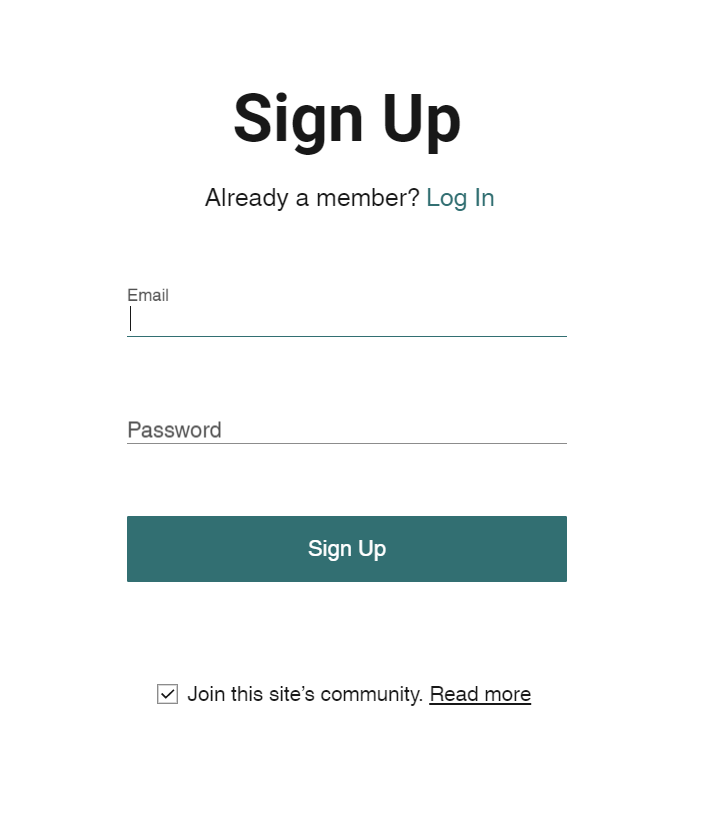 Sign Up
Already a member? Log In
Email
Password
Sign Up
Join this site’s community. Read more